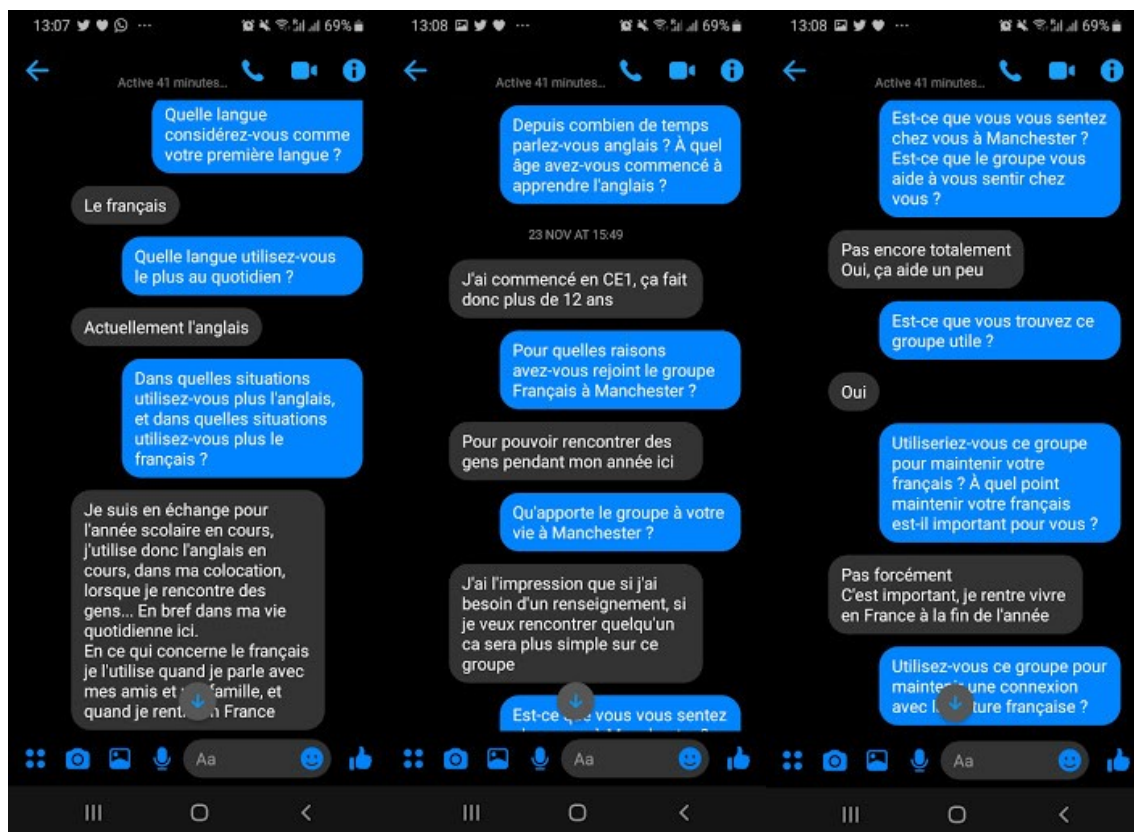 13:07
69%
Active 41 minutes...
Quelle langue
considérez-vous comme
votre première langue ?
Le français
Quelle langue utilisez-vous
le plus au quotidien ?
Actuellement l'anglais
Dans quelles situations
utilisez-vous plus l'anglais,
et dans quelles situations
utilisez-vous plus le
français ?
Je suis en échange pour
l'année scolaire en cours,
j'utilise donc l'anglais en
cours, dans ma colocation,
lorsque je rencontre des
gens... En bref dans ma vie
quotidienne ici.
En ce qui concerne le français
je l'utilise quand je parle avec
mes amis et famille, et
quand je France
Aa
13:08
69%
Active 41 minutes...
Depuis combien de temps
parlez-vous anglais ? À quel
âge avez-vous commencé à
apprendre l'anglais ?
23 NOV AT 15:49
J'ai commencé en CE1, ça fait
donc plus de 12 ans
Pour quelles raisons
avez-vous rejoint le groupe
Français à Manchester ?
Pour pouvoir rencontrer des
gens pendant mon année ici
Qu'apporte le groupe à votre
vie à Manchester ?
J'ai l'impression que si j'ai
besoin d'un renseignement, si
je veux rencontrer quelqu'un
ca sera plus simple sur ce
groupe
Est-ce que vous vous sentez
Aa
13:08
69%
Active 41 minutes...
Est-ce que vous vous sentez
chez vous à Manchester ?
Est-ce que le groupe vous
aide à vous sentir chez
vous ?
Pas encore totalement
Oui, ça aide un peu
Est-ce que vous trouvez ce
groupe utile ?
Oui
Utiliseriez-vous ce groupe
pour maintenir votre
français ? À quel point
maintenir votre français
est-il important pour vous ?
Pas forcément
C'est important, je rentre vivre
en France à la fin de l'année
Utilisez-vous ce groupe pour
maintenir une connexion
avec française ?
Aa